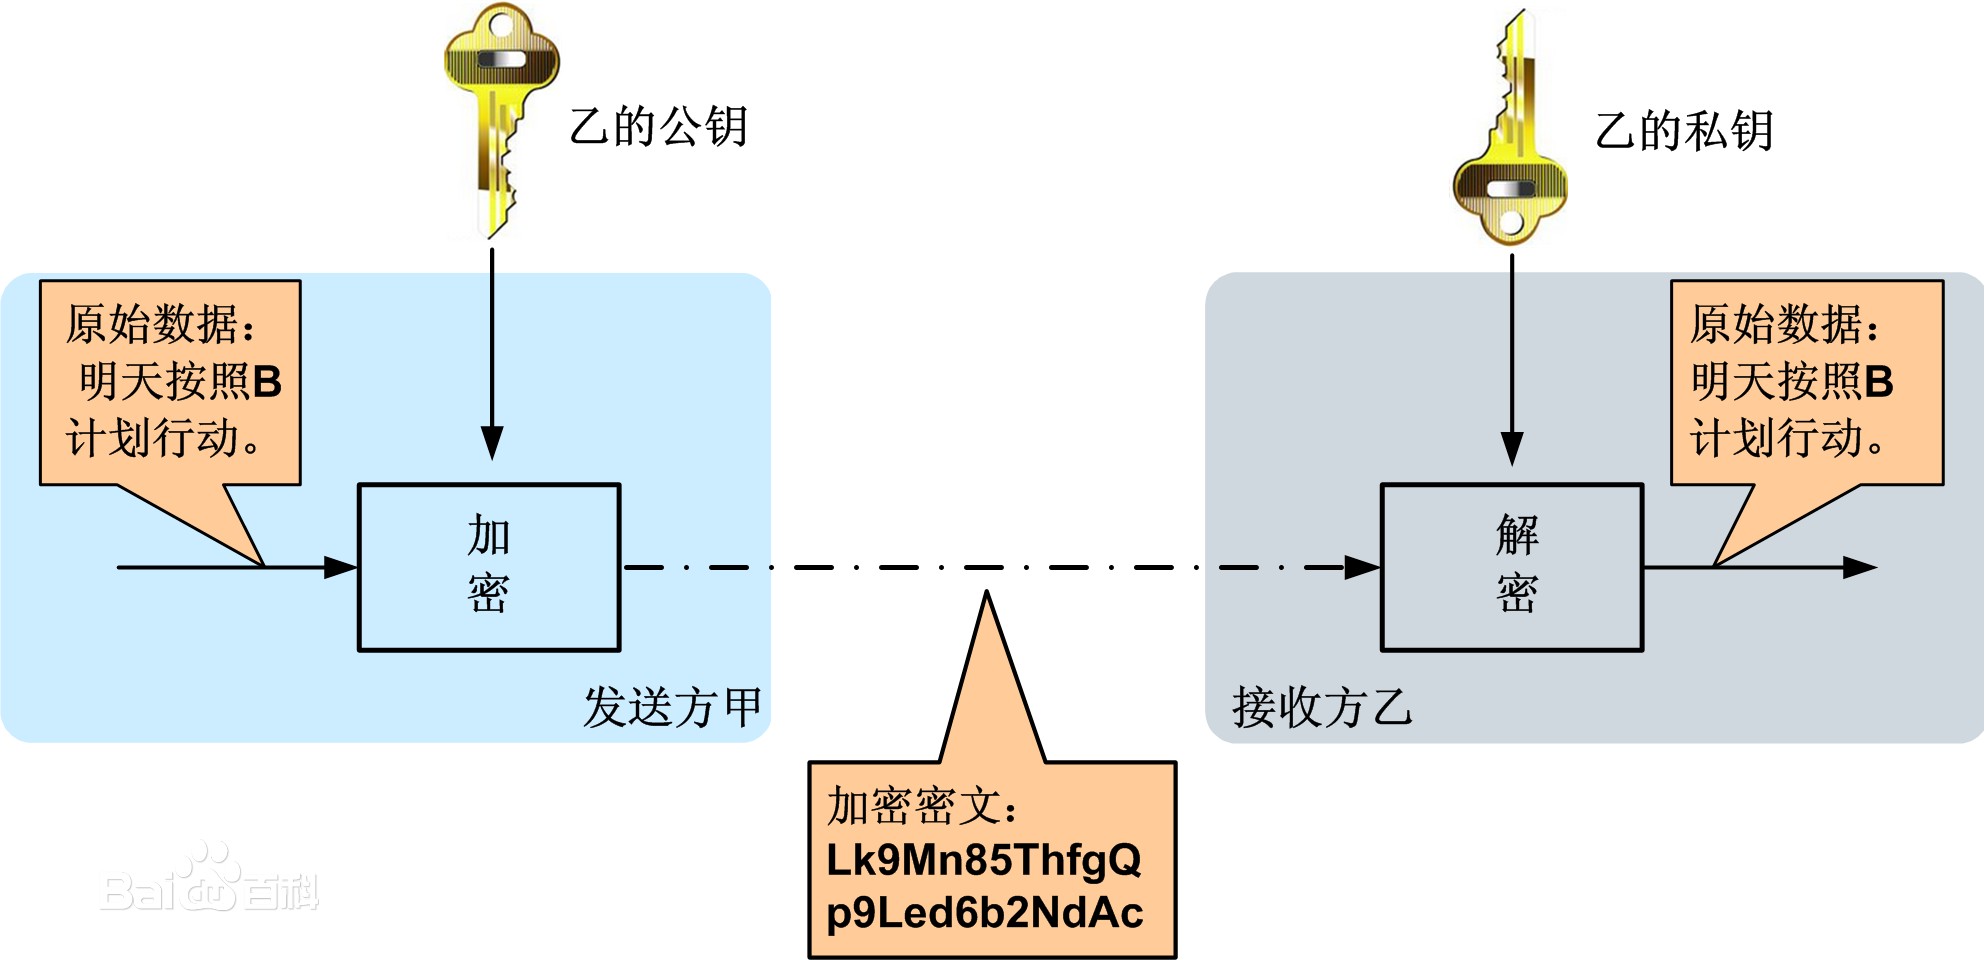 乙的公钥
乙的私钥
原始数据：
明天按照B
计划行动。
原始数据：
明天按照B
计划行动。
加
密
解
密
发送方甲
接收方乙
加密密文：
Lk9Mn85ThfgQ
p9Led6b2NdAc
Bai百科